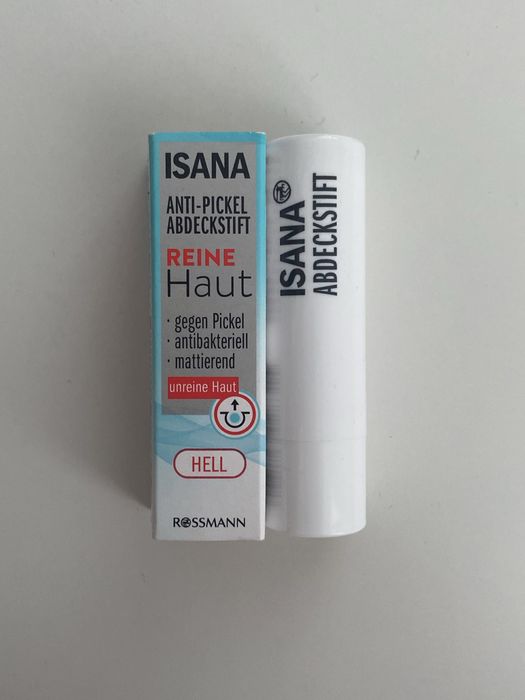 ISANA
ANTI-PICKEL
ABDECKSTIFT
REINE
Haut
· gegen Pickel
· antibakteriell
· mattierend
unreine Haut
HELL
ROSSMANN
ISANA
ABDECKSTIFT